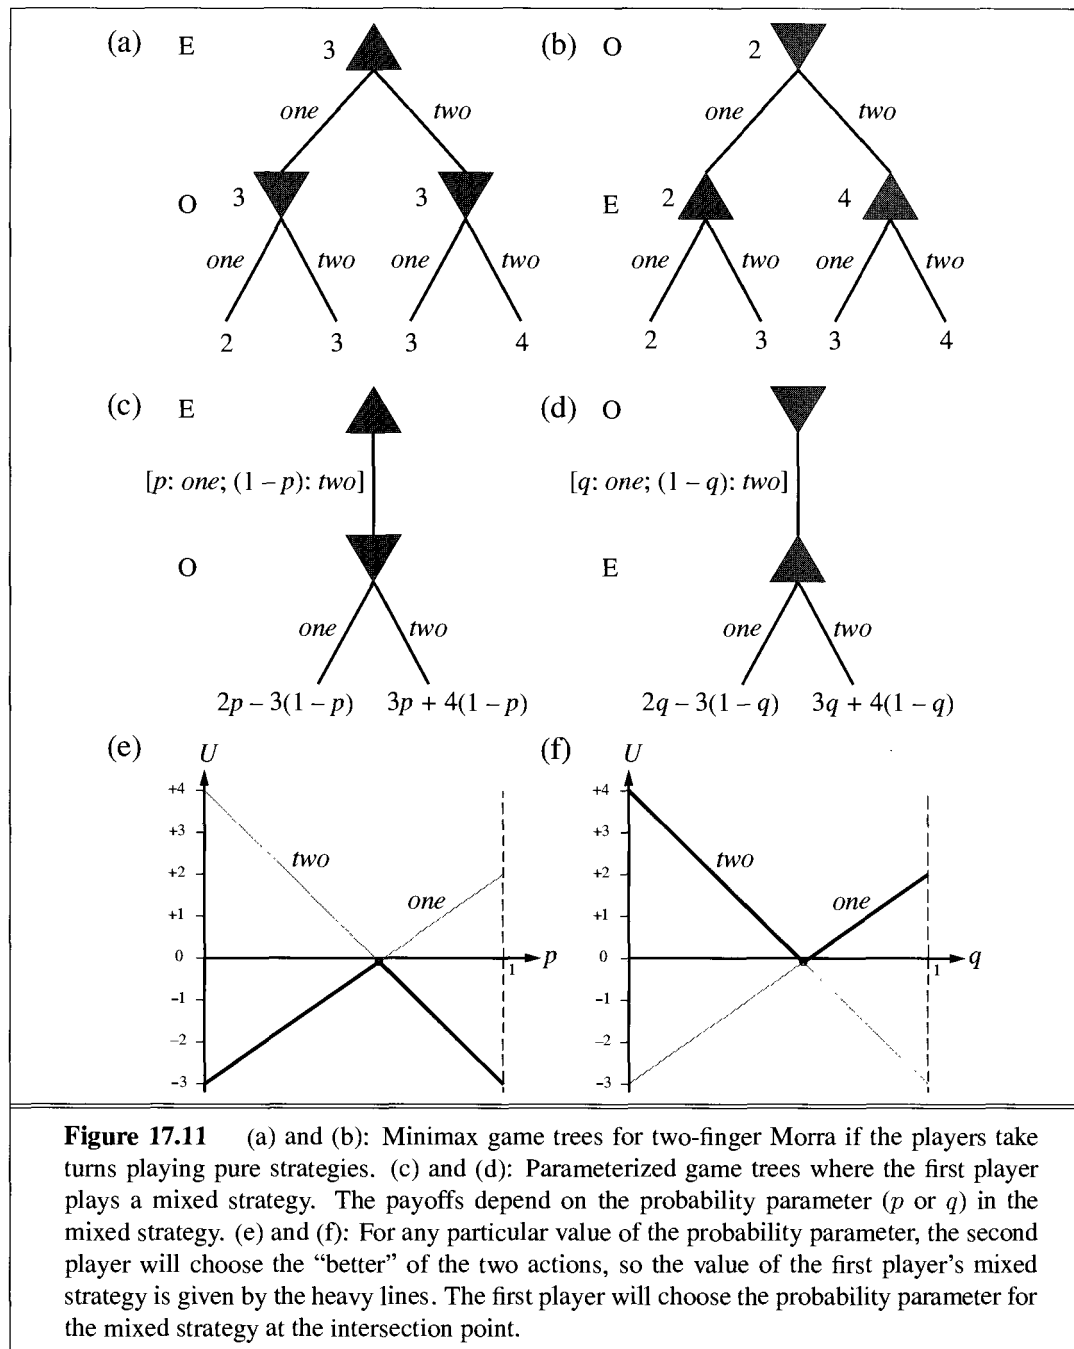 (a) E 3 (b) O 2
one two one two
O 3 3 E 2 4
one two one two one two one two
2 3 3 4 2 3 3 4
(c) E (d) O
[p: one; (1 – p): two] [q: one; (1 – q): two]
O E
one two one two
2p – 3(1 – p) 3p + 4(1 – p) 2q – 3(1 – q) 3q + 4(1 – q)
(e) U (f) U
+4 +4
+3 two +3 two
+2 one +2 one
+1 +1
0 1 p 0 1 q
–1 –1
–2 –2
–3 –3
Figure 17.11 (a) and (b): Minimax game trees for two-finger Morra if the players take
turns playing pure strategies. (c) and (d): Parameterized game trees where the first player
plays a mixed strategy. The payoffs depend on the probability parameter (p or q) in the
mixed strategy. (e) and (f): For any particular value of the probability parameter, the second
player will choose the “better” of the two actions, so the value of the first player’s mixed
strategy is given by the heavy lines. The first player will choose the probability parameter for
the mixed strategy at the intersection point.